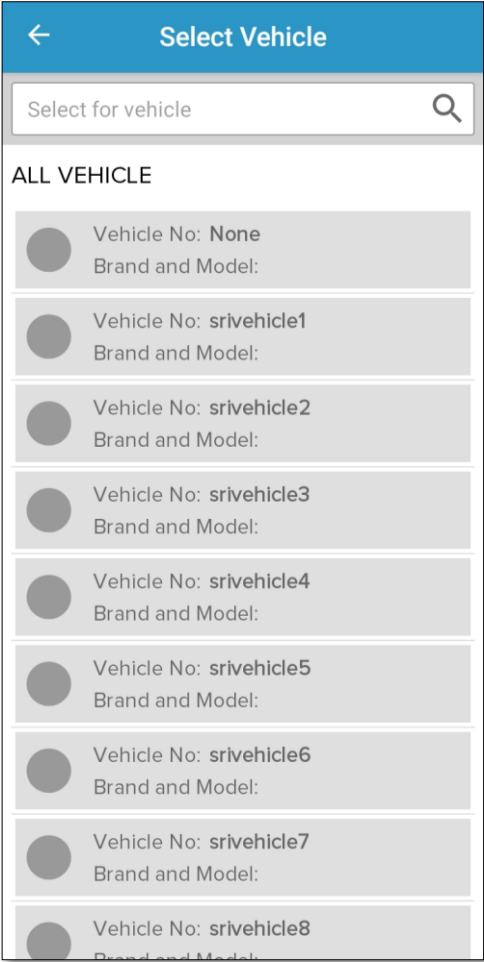 Select Vehicle
Select for vehicle
ALL VEHICLE
Vehicle No: None
Brand and Model:
Vehicle No: srivehicle1
Brand and Model:
Vehicle No: srivehicle2
Brand and Model:
Vehicle No: srivehicle3
Brand and Model:
Vehicle No: srivehicle4
Brand and Model:
Vehicle No: srivehicle5
Brand and Model:
Vehicle No: srivehicle6
Brand and Model:
Vehicle No: srivehicle7
Brand and Model:
Vehicle No: srivehicle8
Brand and Model: